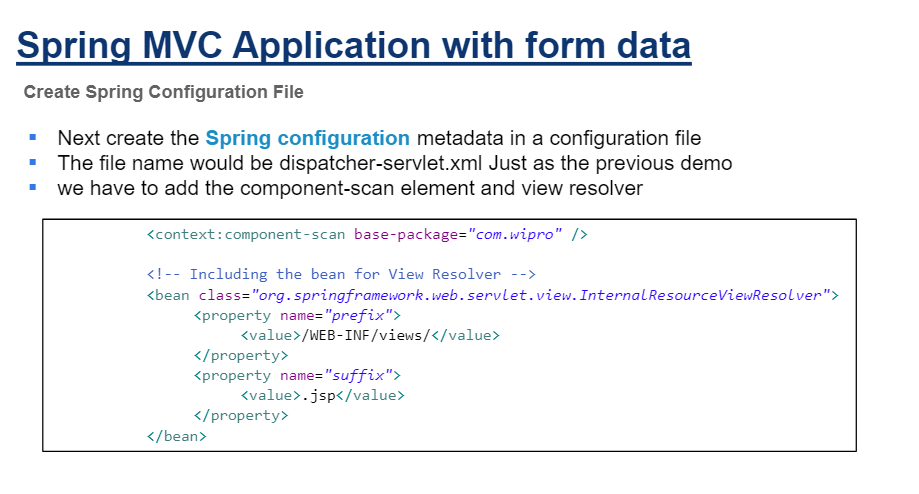 Spring MVC Application with form data
Create Spring Configuration File
Next create the Spring configuration metadata in a configuration file
The file name would be dispatcher-servlet.xml Just as the previous demo
we have to add the component-scan element and view resolver
<context:component-scan base-package="com.wipro" />
<!-- Including the bean for View Resolver -->
<bean class="org.springframework.web.servlet.view.InternalResourceViewResolver">
<property name="prefix">
<value>/WEB-INF/views/</value>
</property>
<property name="suffix">
<value>.jsp</value>
</property>
</bean>